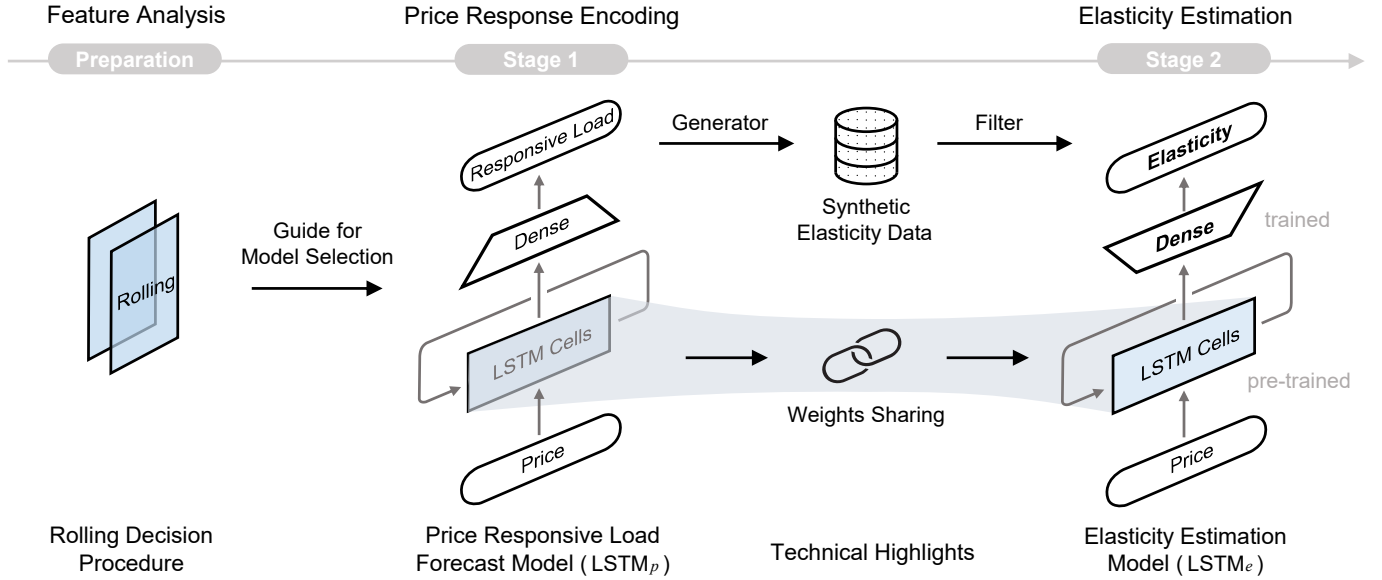 Feature Analysis
Price Response Encoding
Elasticity Estimation
Preparation
Stage 1
Stage 2
Responsive Load
Generator
Filter
Elasticity
Synthetic
Elasticity Data
Dense
Dense
trained
Guide for
Model Selection
Rolling
LSTM Cells
LSTM Cells
pre-trained
Weights Sharing
Price
Price
Rolling Decision
Procedure
Price Responsive Load
Forecast Model (LSTMp)
Technical Highlights
Elasticity Estimation
Model (LSTMe)